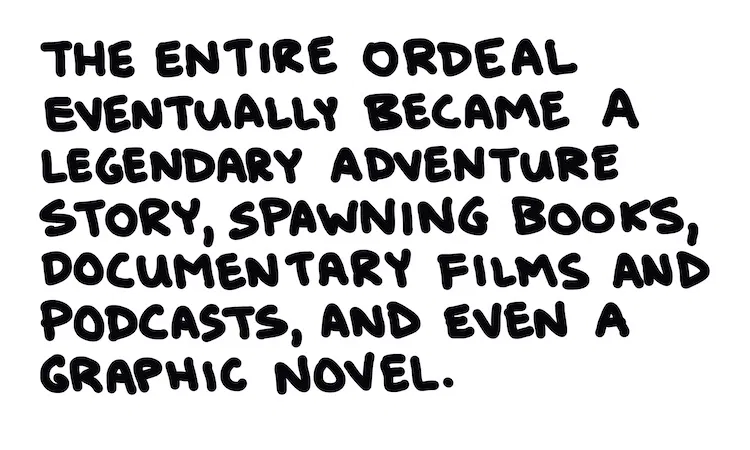 THE ENTIRE ORDEAL
EVENTUALLY BECAME A
LEGENDARY ADVENTURE
STORY, SPAWNING BOOKS,
DOCUMENTARY FILMS AND
PODCASTS, AND EVEN A
GRAPHIC NOVEL.